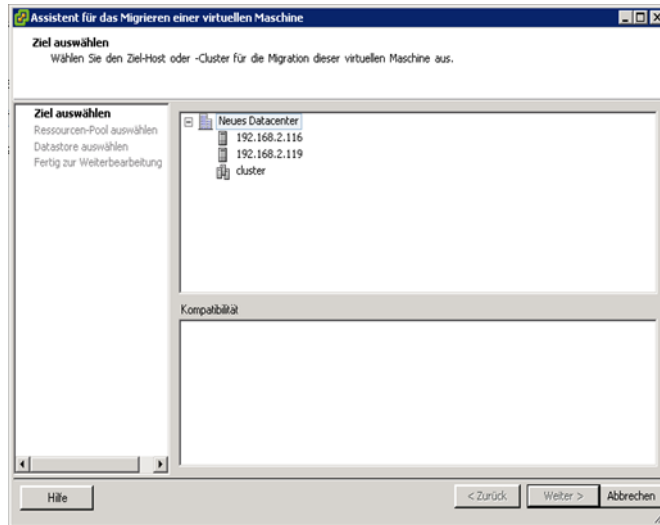 Assistent für das Migrieren einer virtuellen Maschine
Ziel auswählen
Wählen Sie den Ziel-Host oder -Cluster für die Migration dieser virtuellen Maschine aus.
Ziel auswählen
Ressourcen-Pool auswählen
Datastore auswählen
Fertig zur Weiterbearbeitung
Neues Datacenter
192.168.2.116
192.168.2.119
cluster
Kompatibilität
Hilfe
< Zurück
Weiter >
Abbrechen